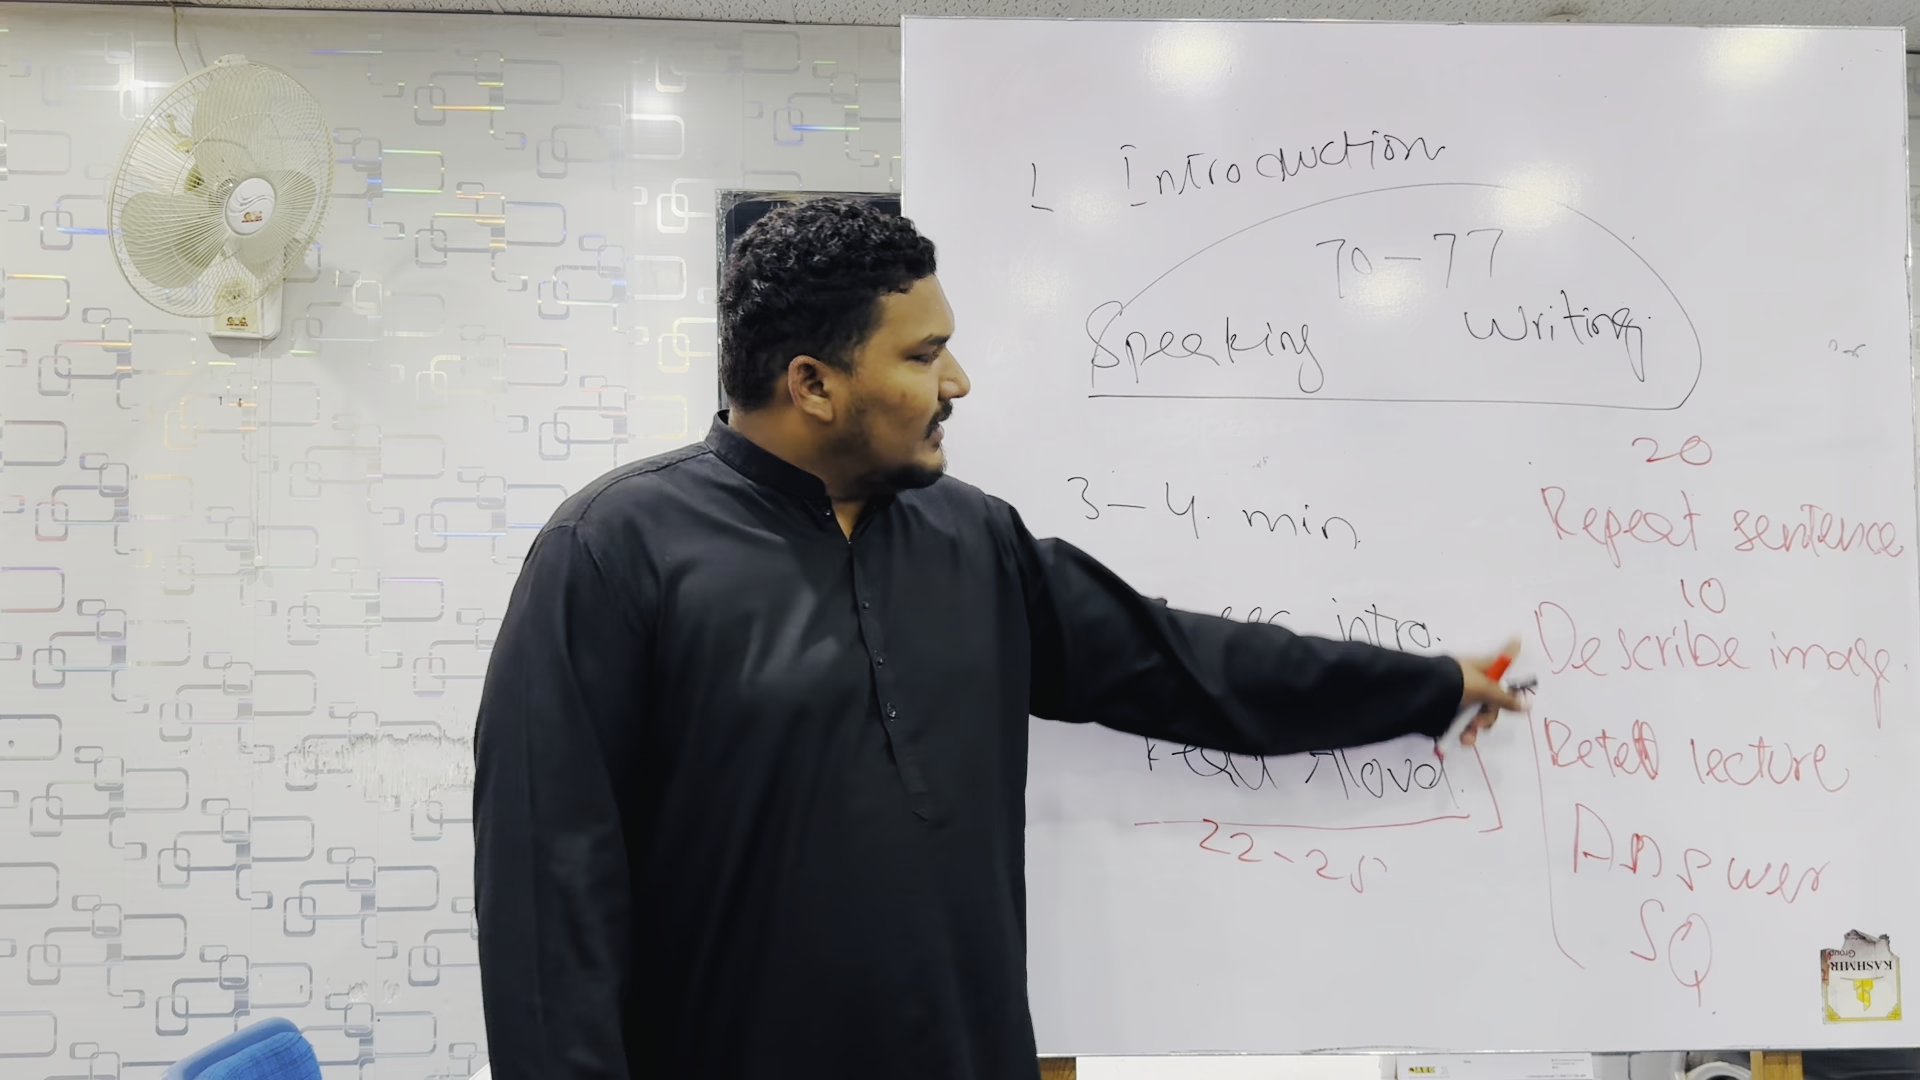 1 Introduction
70-77
Speaking Writing
3-4 min
intro.
Read Aloud.
22-25
20
Repeat sentence
10
Describe image.
Retell lecture
Answer
SQ
KASHMIR
Group